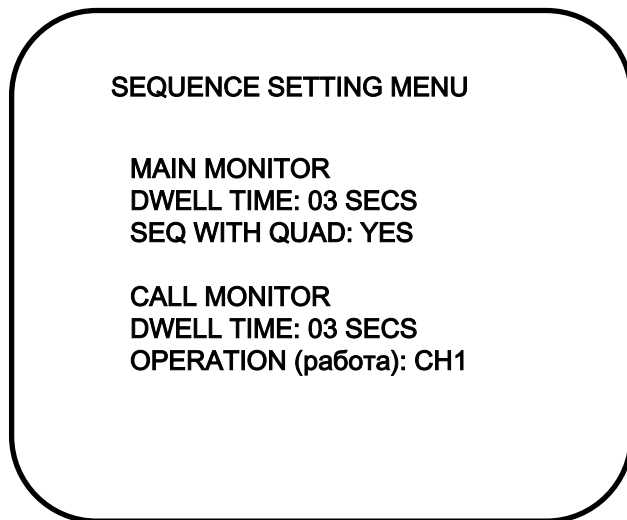 SEQUENCE SETTING MENU
MAIN MONITOR
DWELL TIME: 03 SECS
SEQ WITH QUAD: YES
CALL MONITOR
DWELL TIME: 03 SECS
OPERATION (работа): CH1